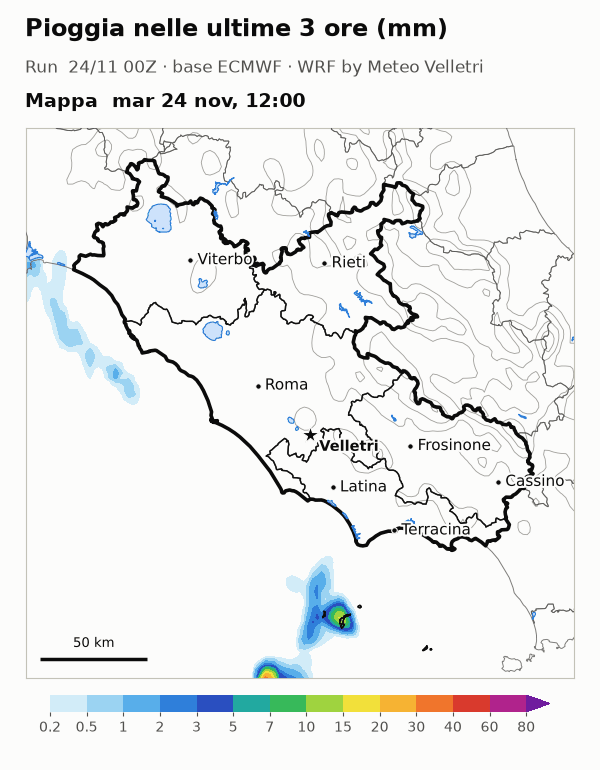 Pioggia nelle ultime 3 ore (mm)
Run  24/11 00Z · base ECMWF · WRF by Meteo Velletri
Mappa  mar 24 nov, 12:00
Viterbo
Rieti
Roma
Velletri
Frosinone
Cassino
Latina
Terracina
50 km
0.2 0.5 1 2 3 5 7 10 15 20 30 40 60 80